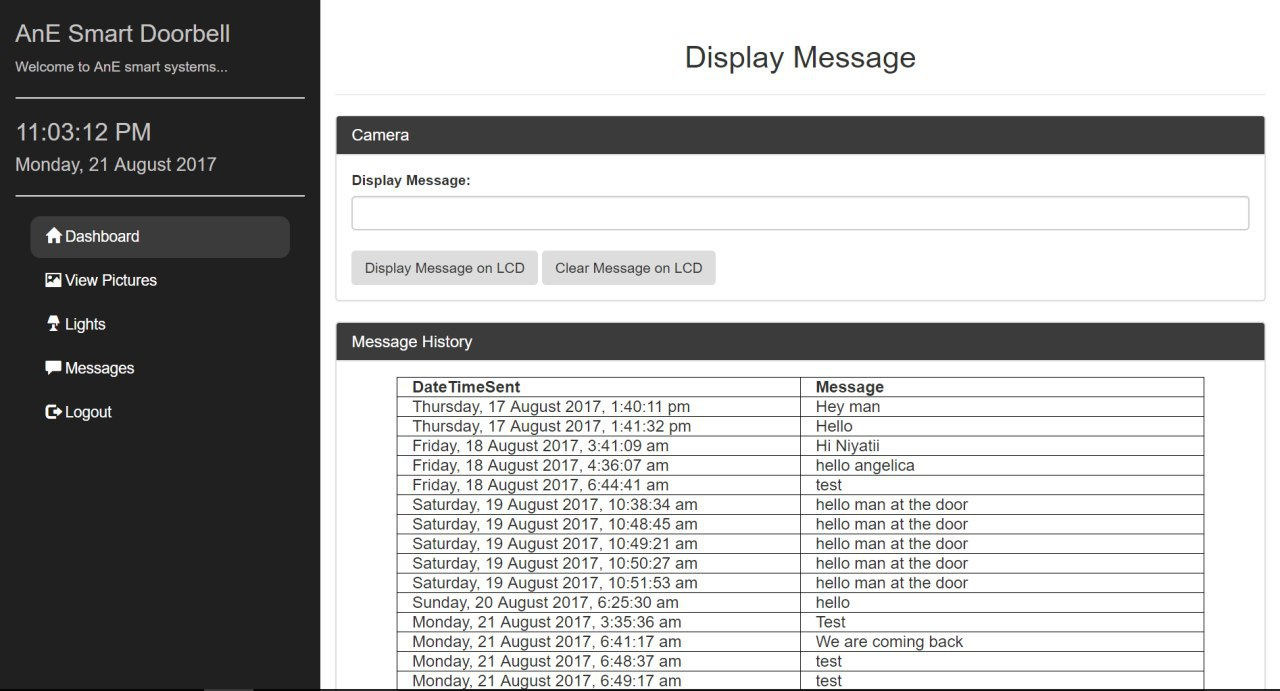 AnE Smart Doorbell
Welcome to AnE smart systems...
11:03:12 PM
Monday, 21 August 2017
Dashboard
View Pictures
Lights
Messages
Logout
Display Message
Camera
Display Message:
Display Message on LCD Clear Message on LCD
Message History
DateTimeSent Message
Thursday, 17 August 2017, 1:40:11 pm Hey man
Thursday, 17 August 2017, 1:41:32 pm Hello
Friday, 18 August 2017, 3:41:09 am Hi Niyatii
Friday, 18 August 2017, 4:36:07 am hello angelica
Friday, 18 August 2017, 6:44:41 am test
Saturday, 19 August 2017, 10:38:34 am hello man at the door
Saturday, 19 August 2017, 10:48:45 am hello man at the door
Saturday, 19 August 2017, 10:49:21 am hello man at the door
Saturday, 19 August 2017, 10:50:27 am hello man at the door
Saturday, 19 August 2017, 10:51:53 am hello man at the door
Sunday, 20 August 2017, 6:25:30 am hello
Monday, 21 August 2017, 3:35:36 am Test
Monday, 21 August 2017, 6:41:17 am We are coming back
Monday, 21 August 2017, 6:48:37 am test
Monday, 21 August 2017, 6:49:17 am test